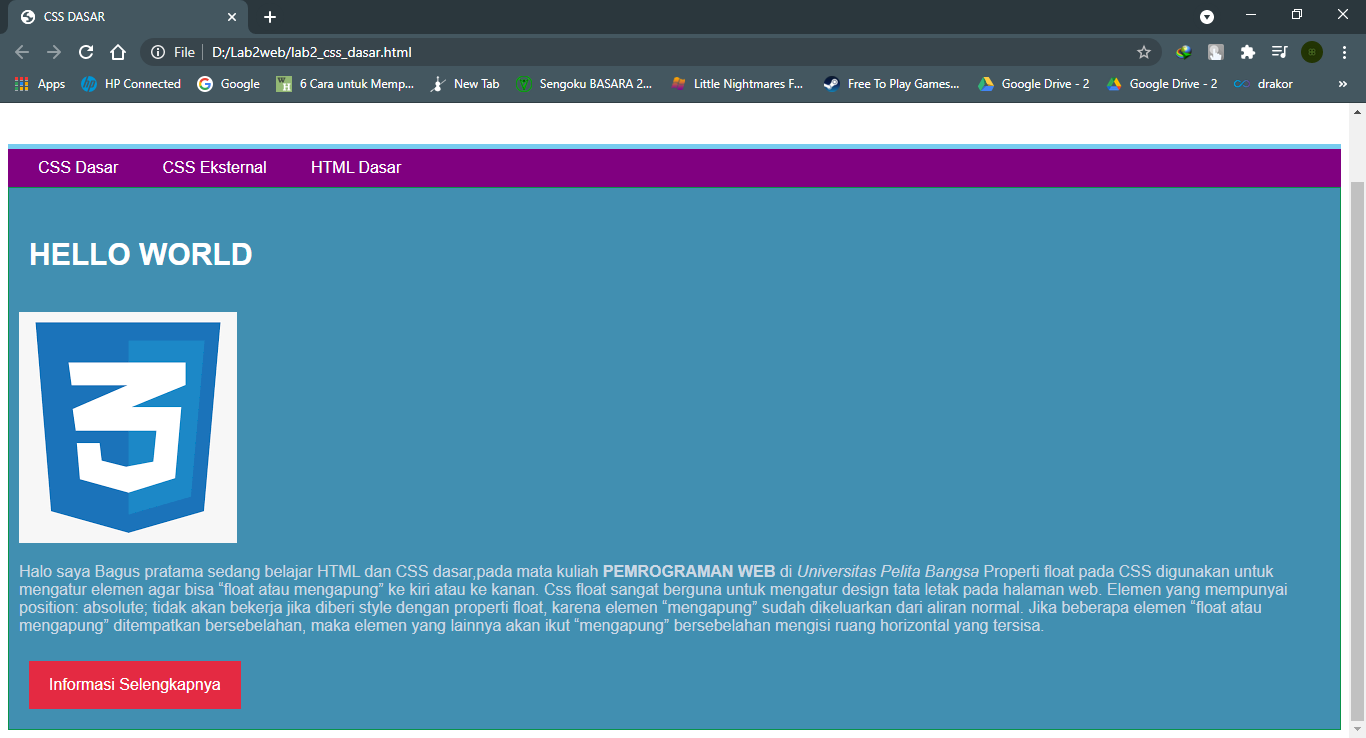 CSS DASAR
File
D:/Lab2web/lab2_css_dasar.html
Apps HP Connected Google 6 Cara untuk Memp... New Tab Sengoku BASARA 2... Little Nightmares F... Free To Play Games... Google Drive - 2 Google Drive - 2 drakor »
CSS Dasar CSS Eksternal HTML Dasar
HELLO WORLD
3
Halo saya Bagus pratama sedang belajar HTML dan CSS dasar,pada mata kuliah PEMROGRAMAN WEB di Universitas Pelita Bangsa Properti float pada CSS digunakan untuk
mengatur elemen agar bisa “float atau mengapung” ke kiri atau ke kanan. Css float sangat berguna untuk mengatur design tata letak pada halaman web. Elemen yang mempunyai
position: absolute; tidak akan bekerja jika diberi style dengan properti float, karena elemen “mengapung” sudah dikeluarkan dari aliran normal. Jika beberapa elemen “float atau
mengapung” ditempatkan bersebelahan, maka elemen yang lainnya akan ikut “mengapung” bersebelahan mengisi ruang horizontal yang tersisa.
Informasi Selengkapnya